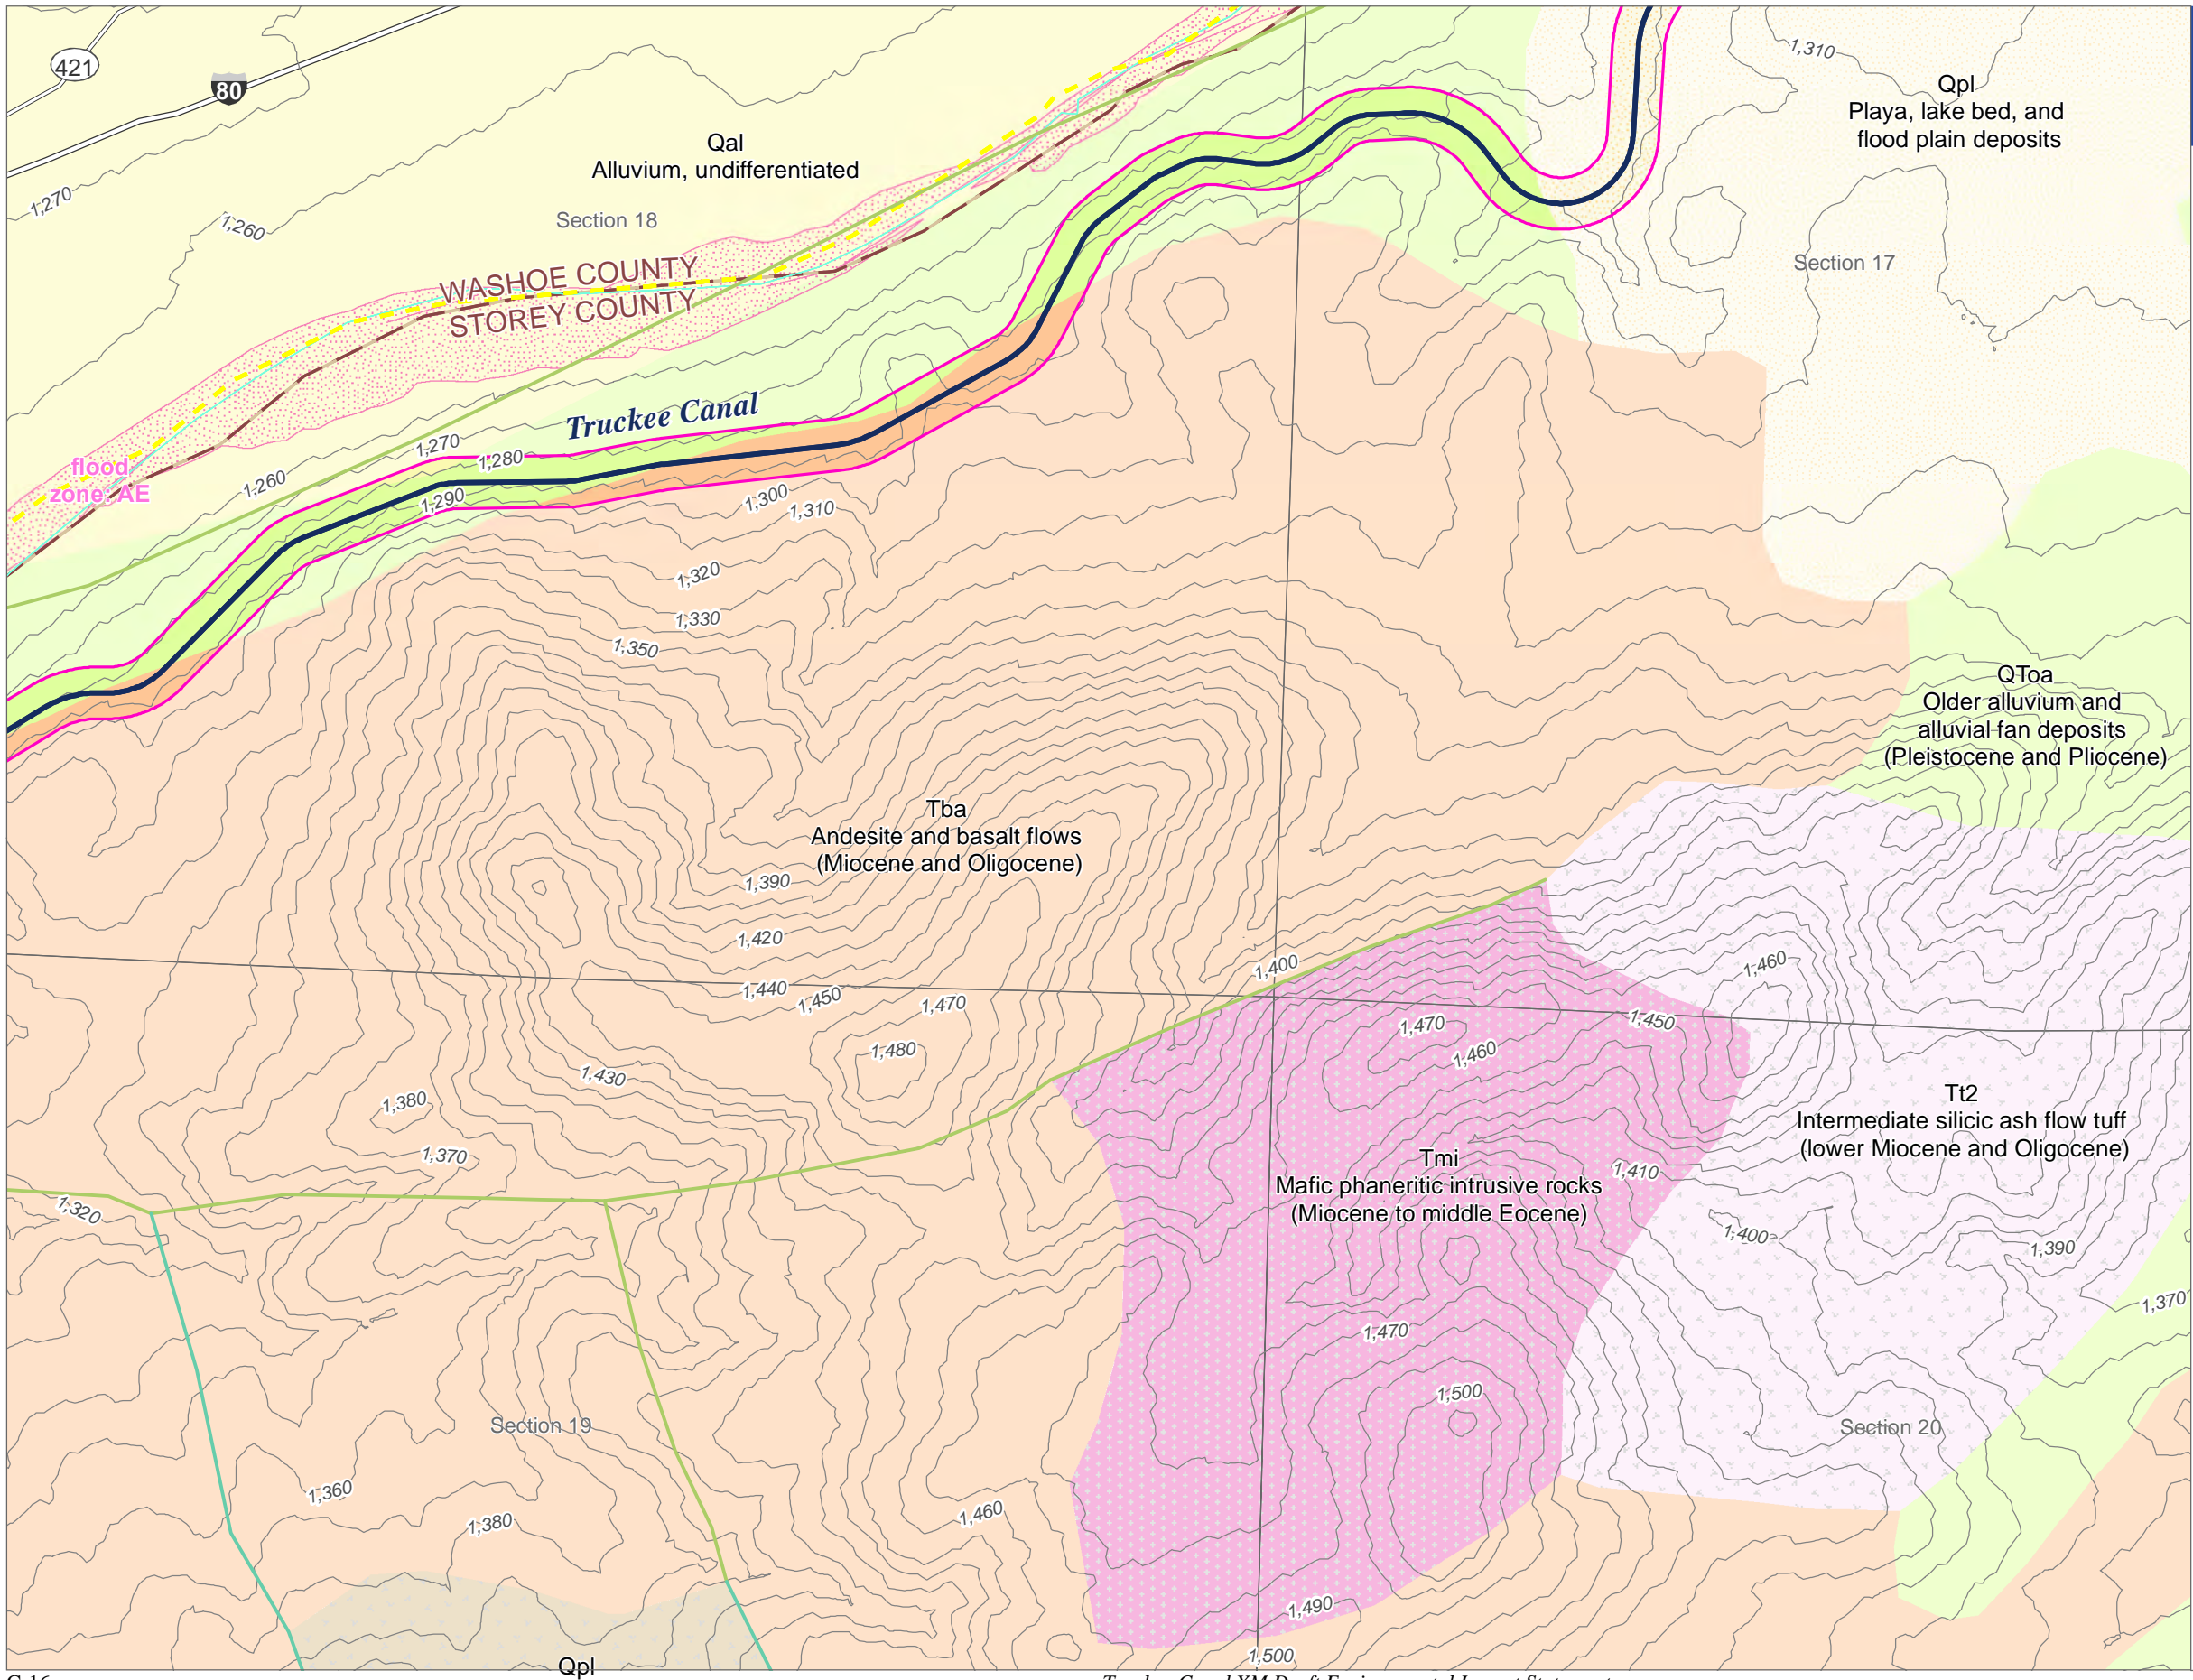 421
80
1,310
Qpl
Playa, lake bed, and
flood plain deposits
Qal
Alluvium, undifferentiated
1,270
1,260
Section 18
Section 17
WASHOE COUNTY
STOREY COUNTY
Truckee Canal
1,270
1,280
flood
zone: AE
1,260
1,290
1,300
1,310
1,320
1,330
1,350
QToa
Older alluvium and
alluvial fan deposits
(Pleistocene and Pliocene)
Tba
Andesite and basalt flows
(Miocene and Oligocene)
1,390
1,420
1,400
1,460
1,440
1,450
1,470
1,470
1,450
1,480
1,460
1,430
1,380
Tt2
Intermediate silicic ash flow tuff
(lower Miocene and Oligocene)
1,370
Tmi
Mafic phaneritic intrusive rocks
(Miocene to middle Eocene)
1,410
1,320
1,400
1,390
1,370
1,470
1,500
Section 19
Section 20
1,360
1,380
1,460
1,490
1,500
Qpl